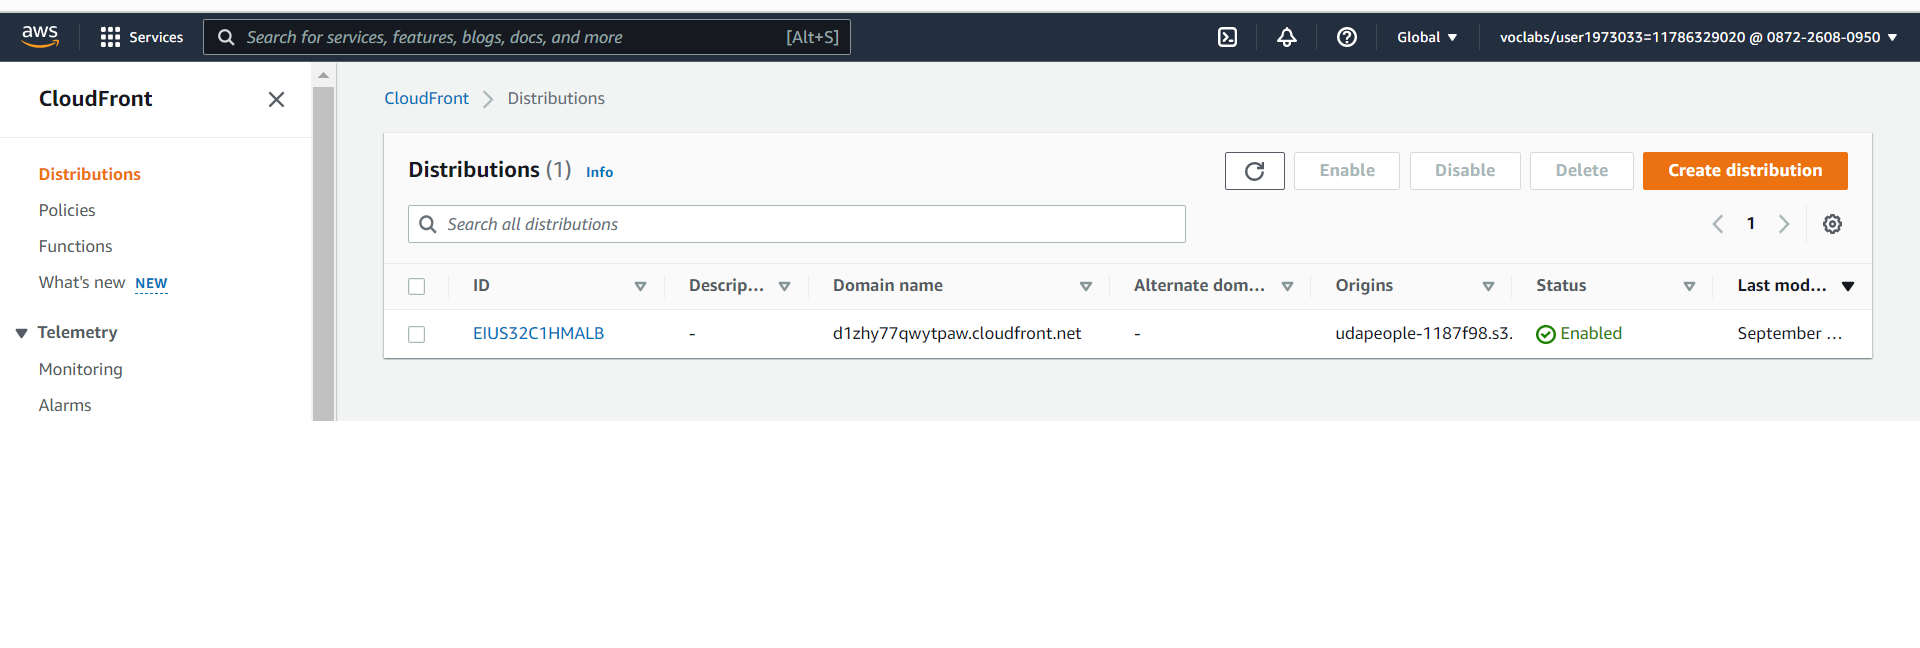 aws Services Search for services, features, blogs, docs, and more [Alt+S] Global voclabs/user1973033=11786329020 @ 0872-2608-0950
CloudFront
Distributions
Policies
Functions
What's new NEW
Telemetry
Monitoring
Alarms
CloudFront Distributions
Distributions (1) Info Enable Disable Delete Create distribution
Search all distributions 1
ID Descrip... Domain name Alternate dom... Origins Status Last mod...
EIUS32C1HMALB - d1zhy77qwytpaw.cloudfront.net - udapeople-1187f98.s3. Enabled September ...